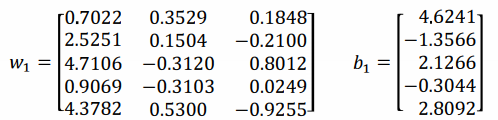 0.7022 0.3529 0.1848 4.6241
2.5251 0.1504 −0.2100 −1.3566
w₁ = 4.7106 −0.3120 0.8012 b₁ = 2.1266
0.9069 −0.3103 0.0249 −0.3044
4.3782 0.5300 −0.9255 2.8092